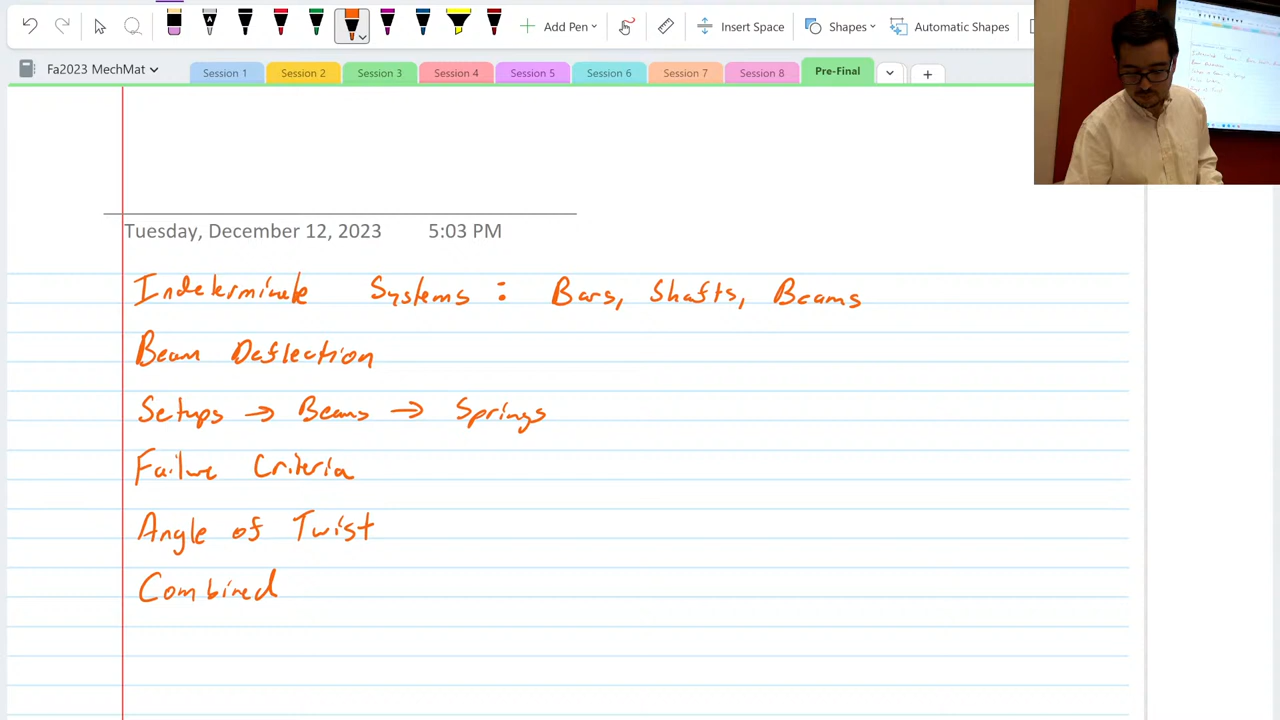 Add Pen
Insert Space
Shapes
Automatic Shapes
Fa2023 MechMat
Session 1
Session 2
Session 3
Session 4
Session 5
Session 6
Session 7
Session 8
Pre-Final
Tuesday, December 12, 2023 5:03 PM
Indeterminate Systems : Bars, Shafts, Beams
Beam Deflection
Setups → Beams → Springs
Failure Criteria
Angle of Twist
Combined